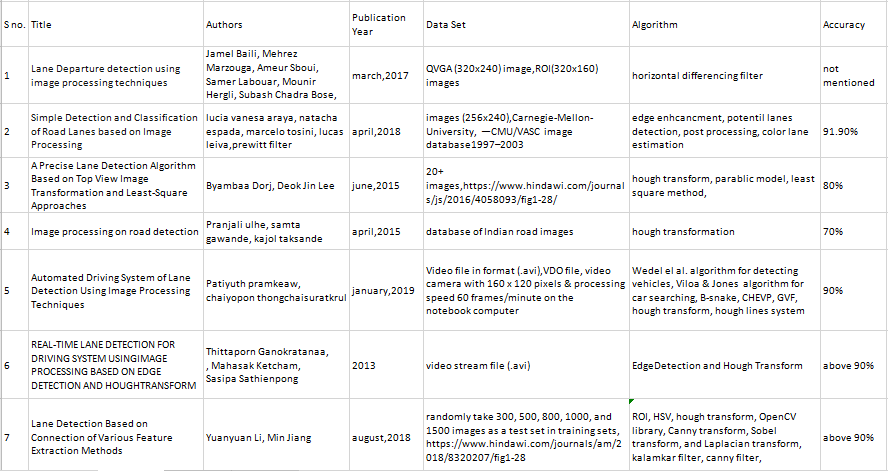 S no. Title Authors Publication Year Data Set Algorithm Accuracy
1 Lane Departure detection using image processing techniques Jamel Baili, Mehrez Marzouga, Ameur Sboui, Samer Labouar, Mounir Hergli, Subash Chadra Bose, march,2017 QVGA (320x240) image,ROI(320x160) images horizontal differencing filter not mentioned
2 Simple Detection and Classification of Road Lanes based on Image Processing lucia vanesa araya, natacha espada, marcelo tosini, lucas leiva,prewitt filter april,2018 images (256x240),Carnegie-Mellon-University, —CMU/VASC image database1997–2003 edge enhcancment, potentil lanes detection, post processing, color lane estimation 91.90%
3 A Precise Lane Detection Algorithm Based on Top View Image Transformation and Least-Square Approaches Byambaa Dorj, Deok Jin Lee june,2015 20+ images,https://www.hindawi.com/journals/js/2016/4058093/fig1-28/ hough transform, parablic model, least square method, 80%
4 Image processing on road detection Pranjali ulhe, samta gawande, kajol taksande april,2015 database of Indian road images hough transformation 70%
5 Automated Driving System of Lane Detection Using Image Processing Techniques Patiyuth pramkeaw, chaiyopon thongchaisuratkrul january,2019 Video file in format (.avi),VDO file, video camera with 160 x 120 pixels & processing speed 60 frames/minute on the notebook computer Wedel el al. algorithm for detecting vehicles, Viloa & Jones algorithm for car searching, B-snake, CHEVP, GVF, hough transform, hough lines system 90%
6 REAL-TIME LANE DETECTION FOR DRIVING SYSTEM USINGIMAGE PROCESSING BASED ON EDGE DETECTION AND HOUGHTRANSFORM Thittaporn Ganokratanaa, , Mahasak Ketcham, Sasipa Sathienpong 2013 video stream file (.avi) EdgeDetection and Hough Transform above 90%
7 Lane Detection Based on Connection of Various Feature Extraction Methods Yuanyuan Li, Min Jiang august,2018 randomly take 300, 500, 800, 1000, and 1500 images as a test set in training sets, https://www.hindawi.com/journals/am/2018/8320207/fig1-28 ROI, HSV, hough transform, OpenCV library, Canny transform, Sobel transform, and Laplacian transform, kalamkar filter, canny filter, above 90%